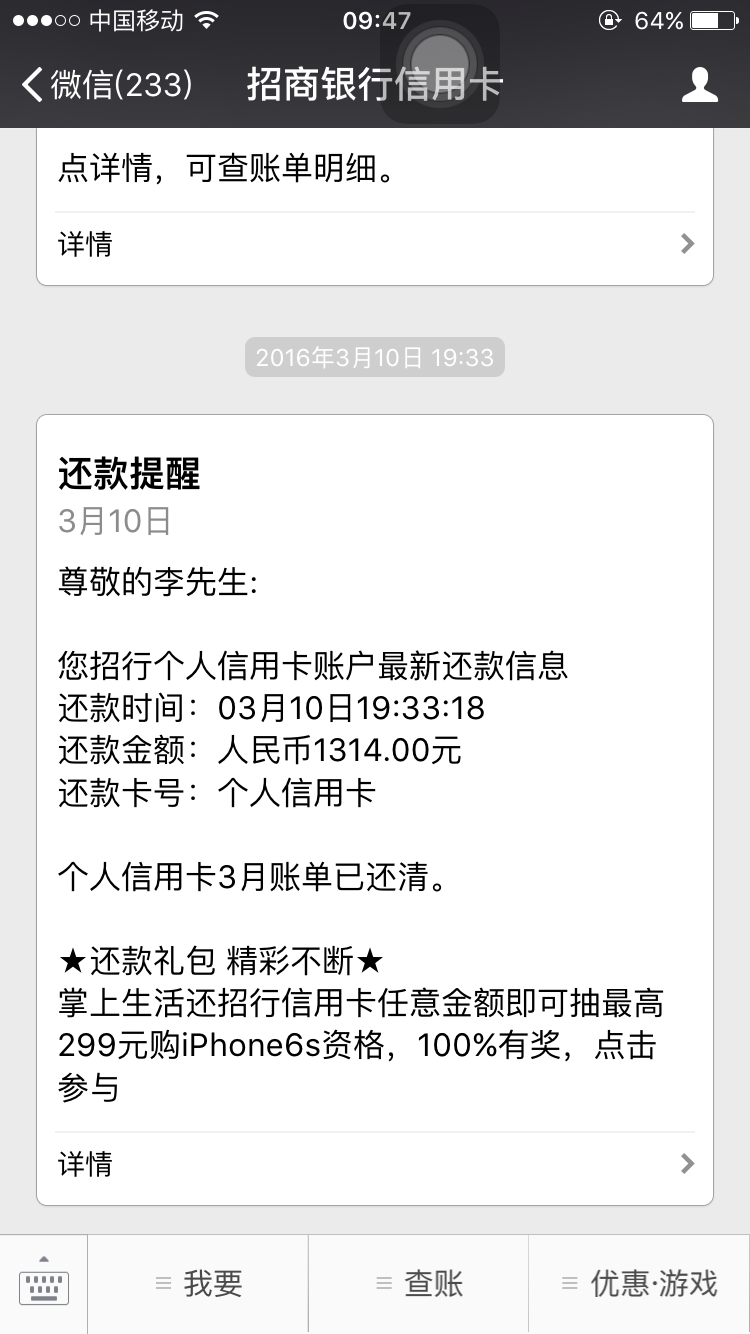 中国移动 09:47 64%
微信(233) 招商银行信用卡
点详情，可查账单明细。
详情
2016年3月10日 19:33
还款提醒
3月10日
尊敬的李先生:
您招行个人信用卡账户最新还款信息
还款时间：03月10日19:33:18
还款金额：人民币1314.00元
还款卡号：个人信用卡
个人信用卡3月账单已还清。
★还款礼包 精彩不断★
掌上生活还招行信用卡任意金额即可抽最高
299元购iPhone6s资格，100%有奖，点击
参与
详情
我要 查账 优惠·游戏